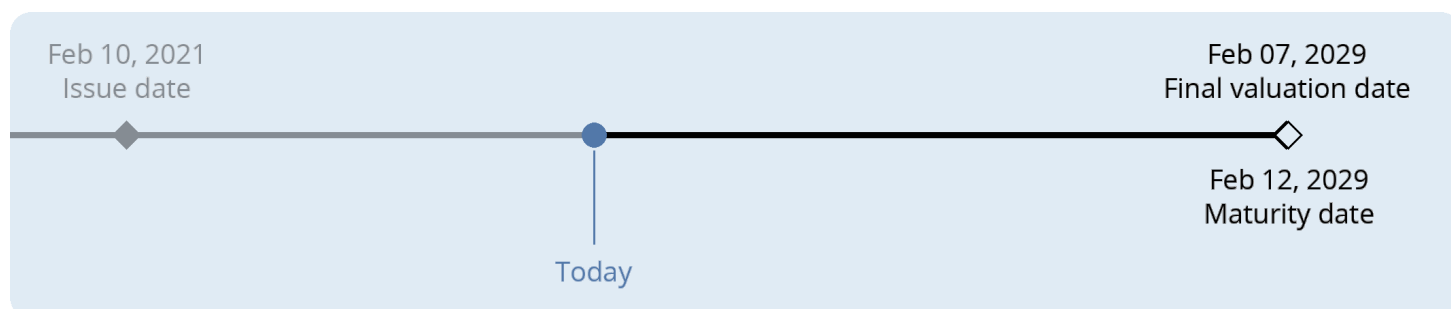 Feb 10, 2021
Issue date
Feb 07, 2029
Final valuation date
Feb 12, 2029
Maturity date
Today